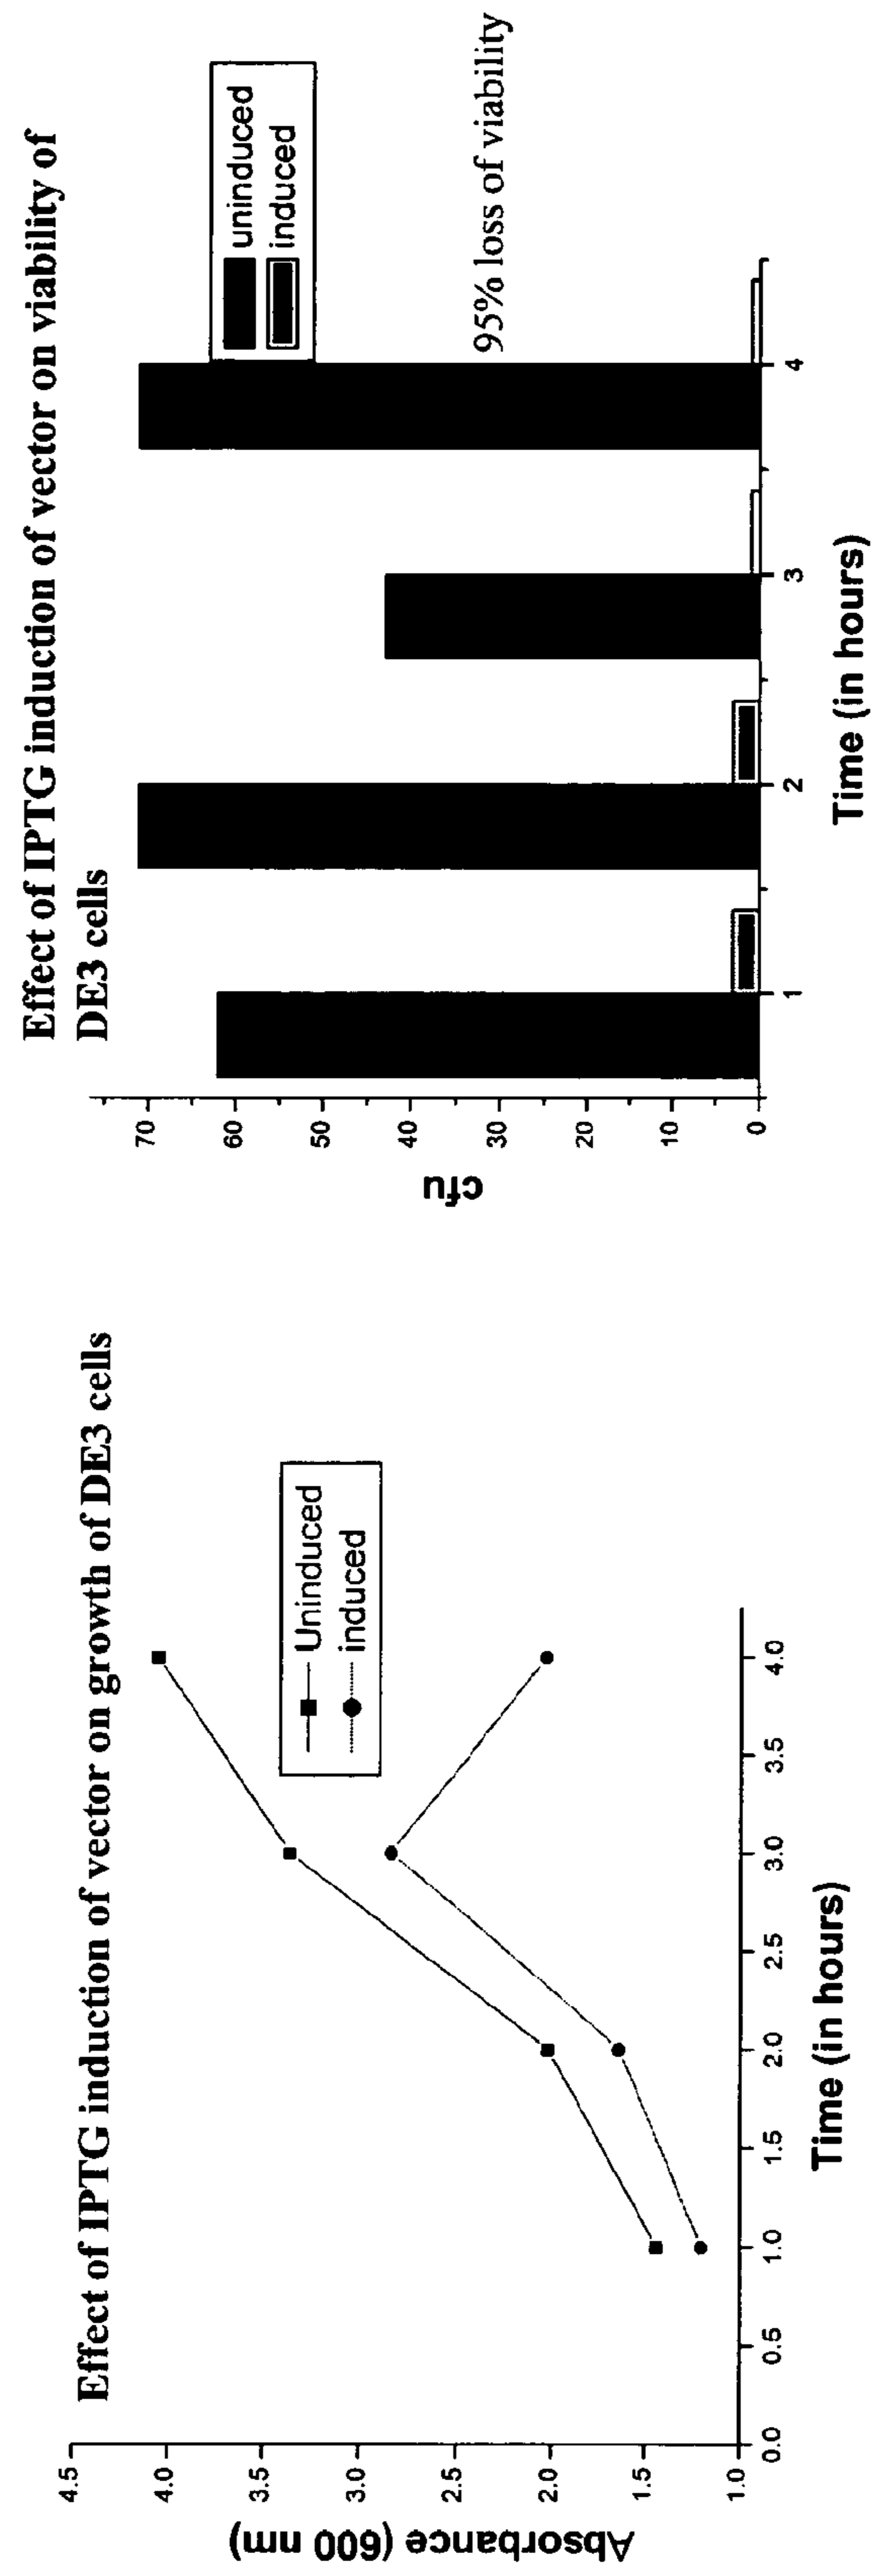 Effect of IPTG induction of vector on growth of DE3 cells
Uninduced
induced
Absorbance (600 nm)
4.5
4.0
3.5
3.0
2.5
2.0
1.5
1.0
0.0 0.5 1.0 1.5 2.0 2.5 3.0 3.5 4.0
Time (in hours)
Effect of IPTG induction of vector on viability of
DE3 cells
uninduced
induced
95% loss of viability
cfu
70
60
50
40
30
20
10
0
1 2 3 4
Time (in hours)